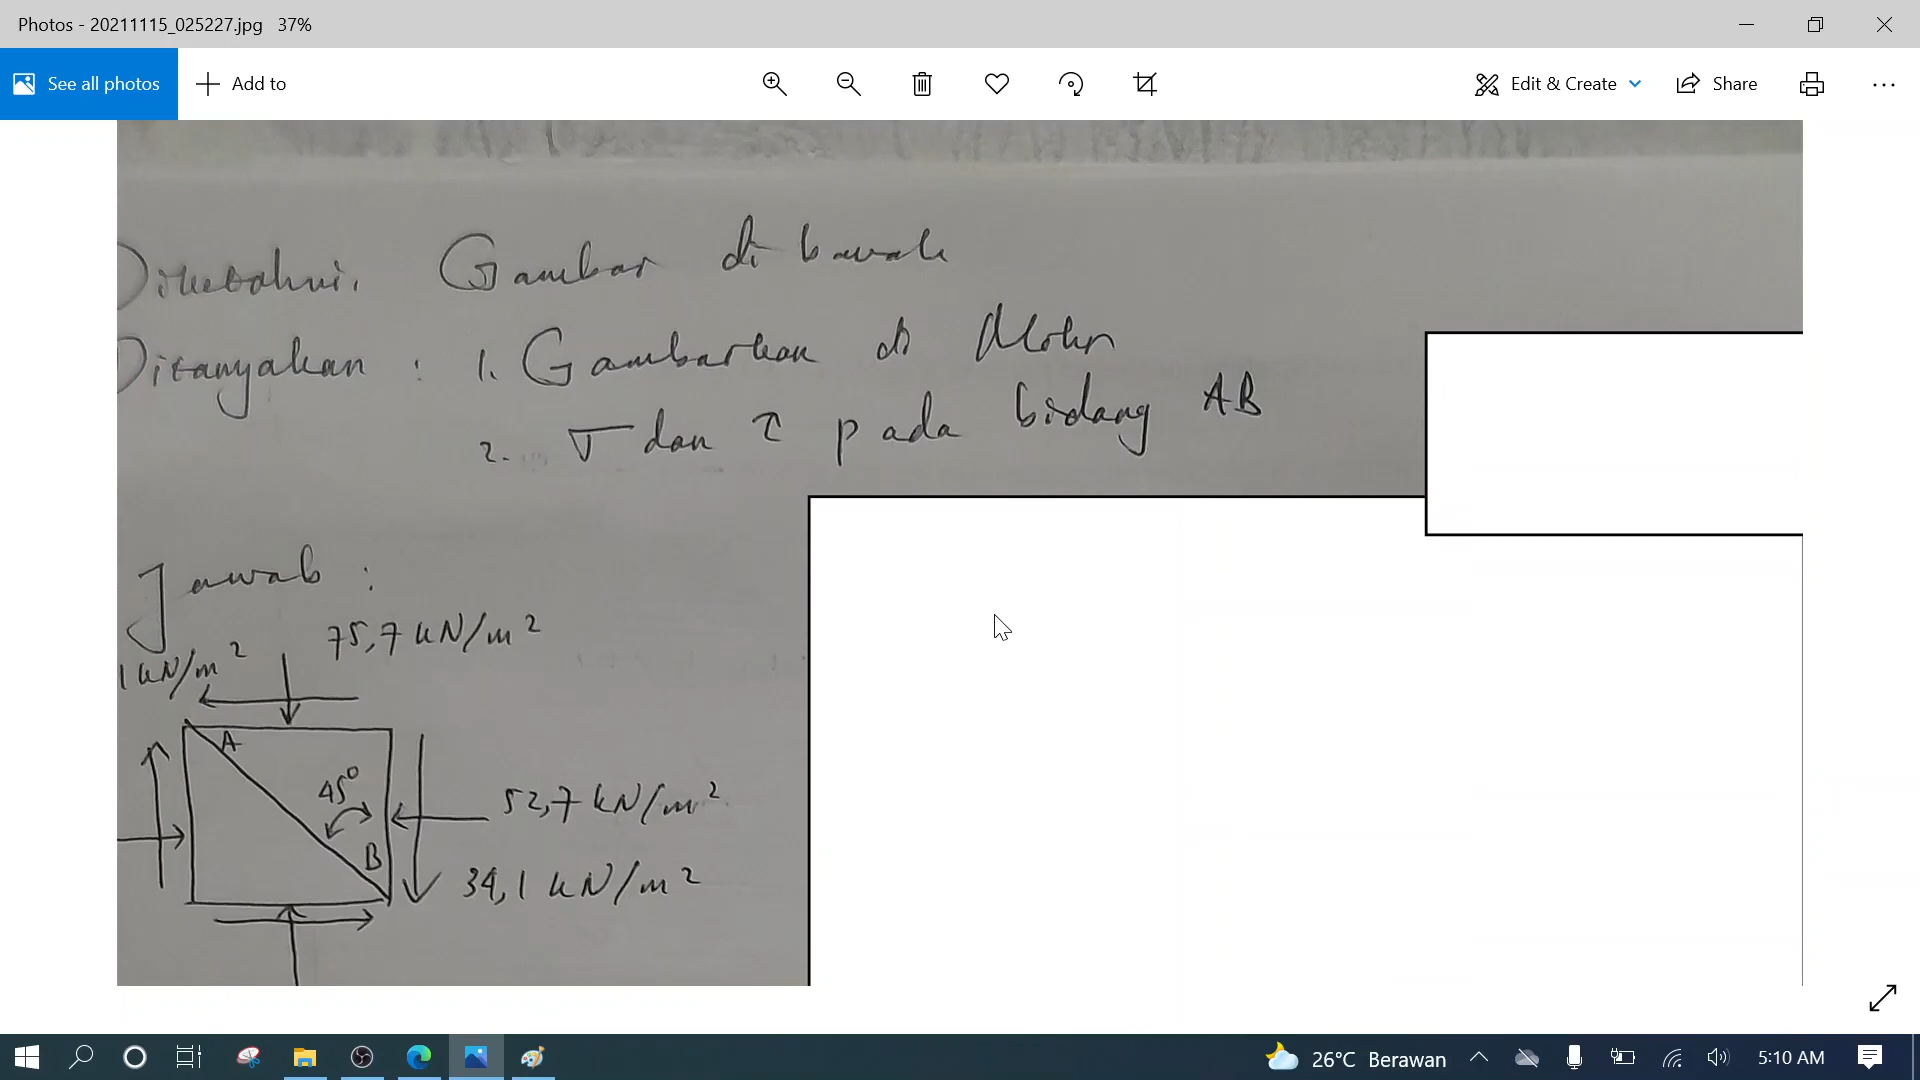 Photos - 20211115_025227.jpg 37%
See all photos
Add to
Edit & Create
Share
Diketahui: Gambar di bawah
Ditanyakan : 1. Gambarkan di Mohr
2. σ dan τ pada bidang AB
Jawab :
75,7 kN/m²
1 kN/m²
A
45°
52,7 kN/m²
B
34,1 kN/m²
26°C Berawan
5:10 AM